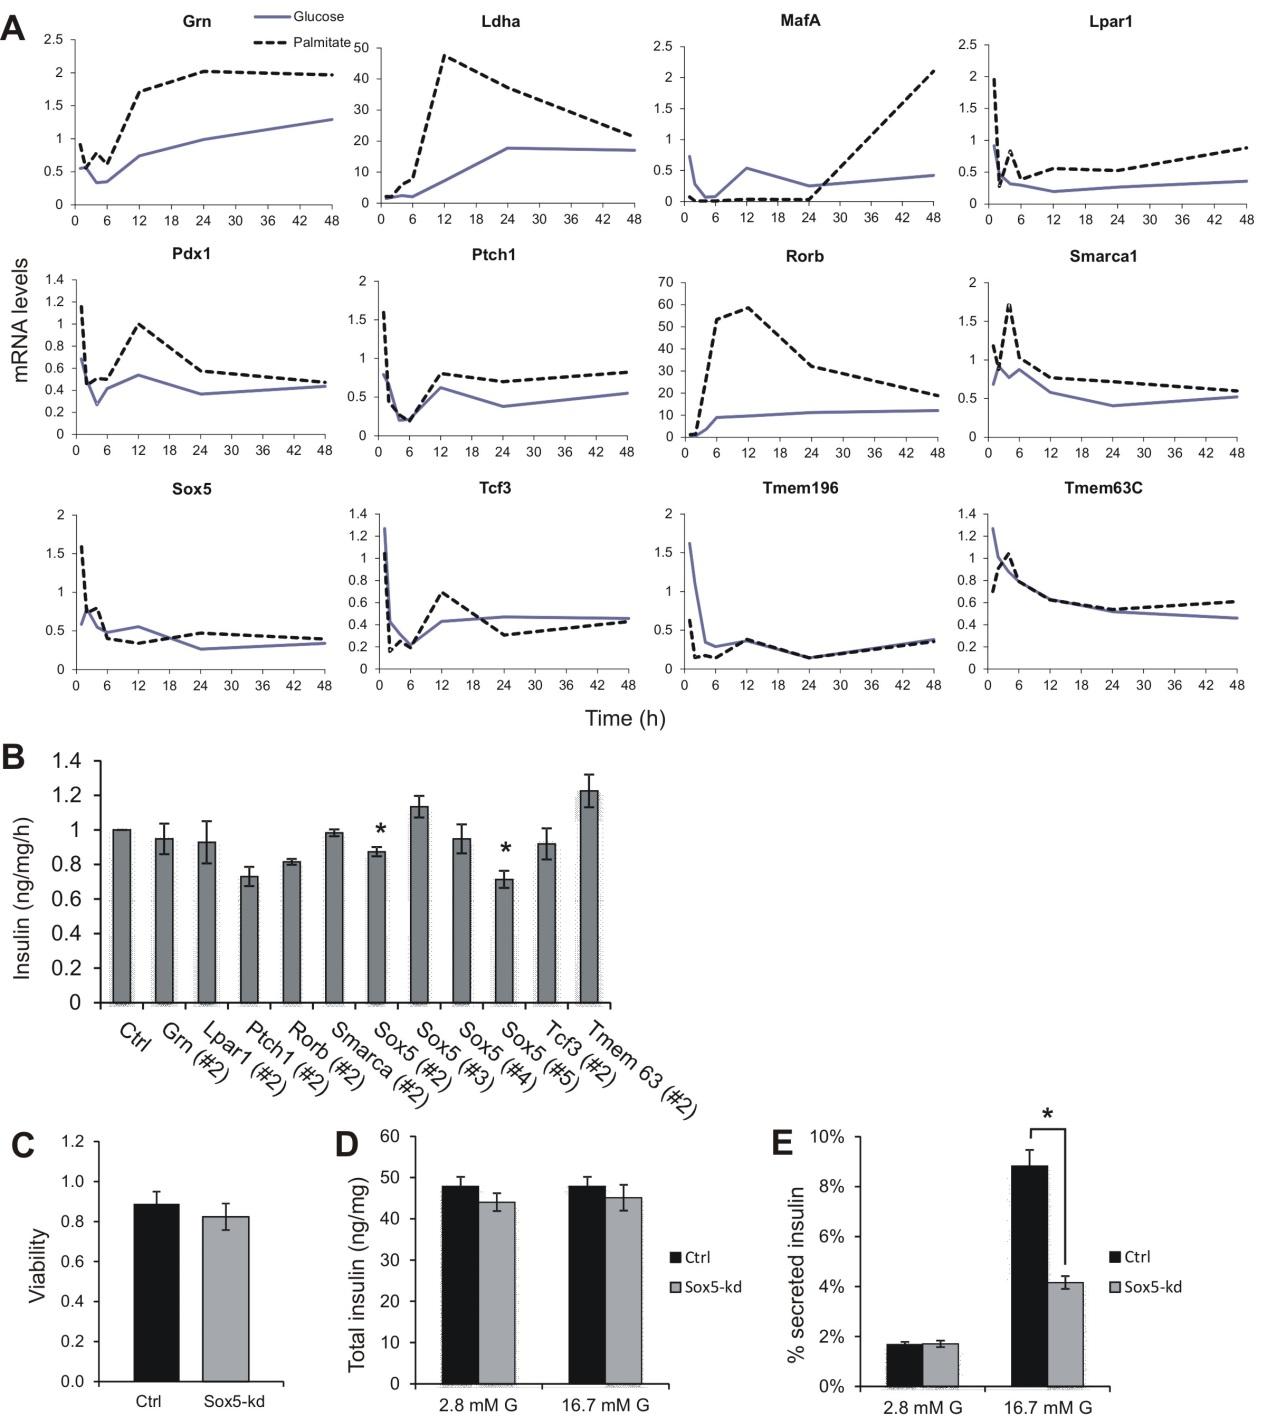 A
Grn
Glucose
Palmitate
Ldha
MafA
Lpar1
2.5
2
1.5
1
0.5
0
0 6 12 18 24 30 36 42 48
50
40
30
20
10
0
0 6 12 18 24 30 36 42 48
2.5
2
1.5
1
0.5
0
0 6 12 18 24 30 36 42 48
2.5
2
1.5
1
0.5
0
0 6 12 18 24 30 36 42 48
mRNA levels
Pdx1
Ptch1
Rorb
Smarca1
1.4
1.2
1
0.8
0.6
0.4
0.2
0
0 6 12 18 24 30 36 42 48
2
1.5
1
0.5
0
0 6 12 18 24 30 36 42 48
70
60
50
40
30
20
10
0
0 6 12 18 24 30 36 42 48
2
1.5
1
0.5
0
0 6 12 18 24 30 36 42 48
Sox5
Tcf3
Tmem196
Tmem63C
2
1.5
1
0.5
0
0 6 12 18 24 30 36 42 48
1.4
1.2
1
0.8
0.6
0.4
0.2
0
0 6 12 18 24 30 36 42 48
2
1.5
1
0.5
0
0 6 12 18 24 30 36 42 48
1.4
1.2
1
0.8
0.6
0.4
0.2
0
0 6 12 18 24 30 36 42 48
Time (h)
B
Insulin (ng/mg/h)
1.4
1.2
1
0.8
0.6
0.4
0.2
0
*
*
Ctrl
Grn (#2)
Lpar1 (#2)
Ptch1 (#2)
Rorb (#2)
Smarca (#2)
Sox5 (#2)
Sox5 (#3)
Sox5 (#4)
Sox5 (#5)
Tcf3 (#2)
Tmem 63 (#2)
C
Viability
1.2
1.0
0.8
0.6
0.4
0.2
0.0
Ctrl Sox5-kd
D
Total insulin (ng/mg)
60
50
40
30
20
10
0
2.8 mM G 16.7 mM G
Ctrl
Sox5-kd
E
% secreted insulin
10%
8%
6%
4%
2%
0%
*
2.8 mM G 16.7 mM G
Ctrl
Sox5-kd